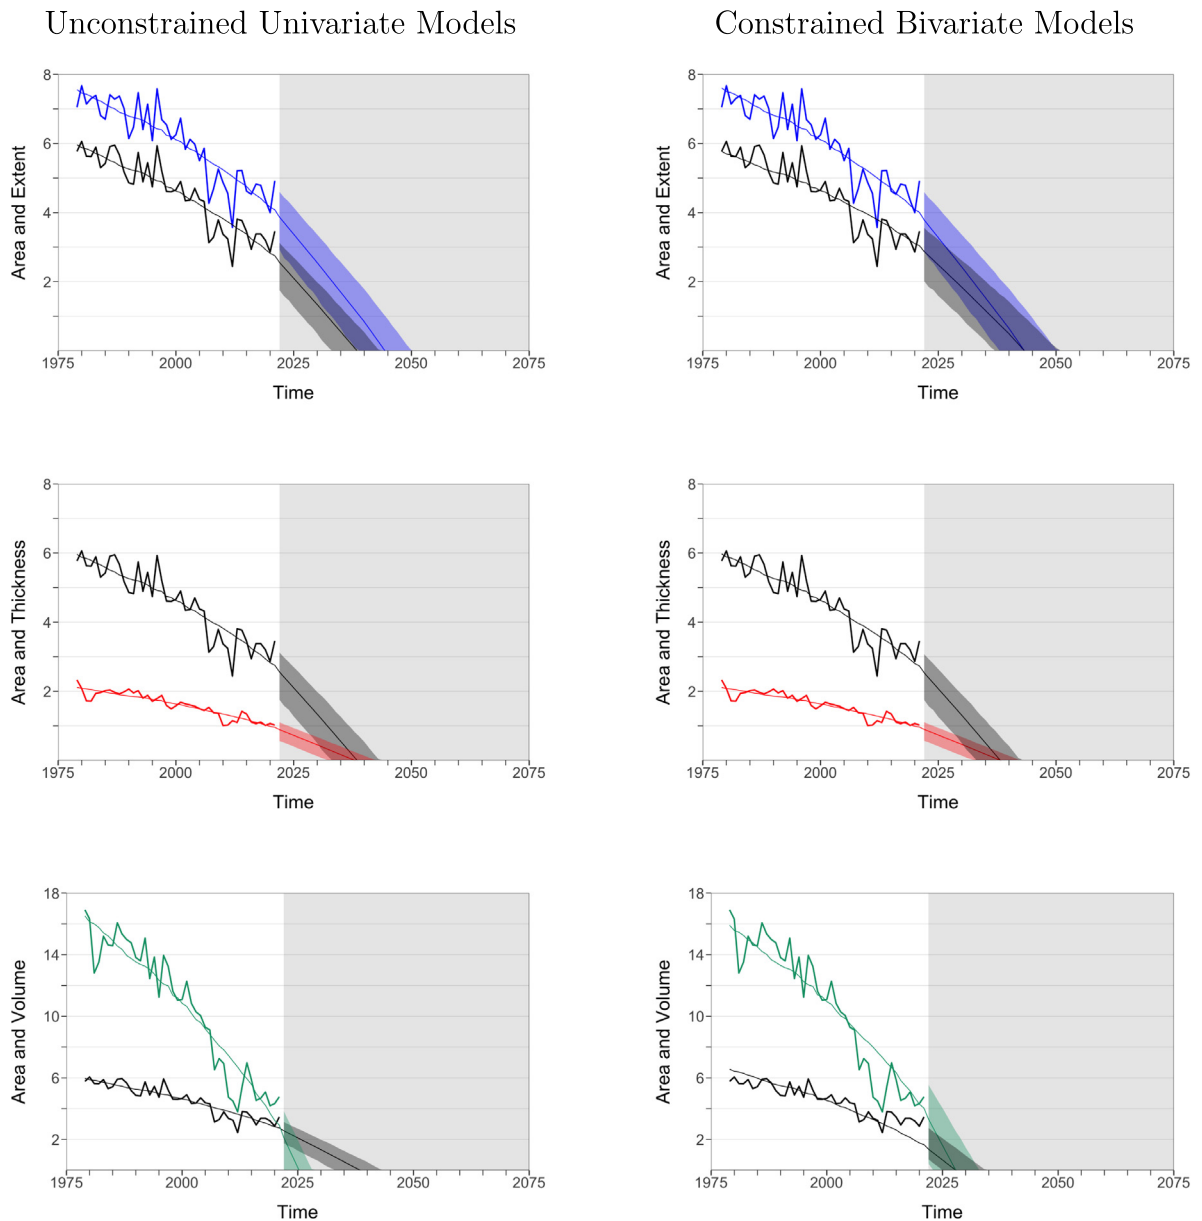 Unconstrained Univariate Models
Constrained Bivariate Models
Area and Extent
8
6
4
2
1975 2000 2025 2050 2075
Time
Area and Extent
8
6
4
2
1975 2000 2025 2050 2075
Time
Area and Thickness
8
6
4
2
1975 2000 2025 2050 2075
Time
Area and Thickness
8
6
4
2
1975 2000 2025 2050 2075
Time
Area and Volume
18
14
10
6
2
1975 2000 2025 2050 2075
Time
Area and Volume
18
14
10
6
2
1975 2000 2025 2050 2075
Time